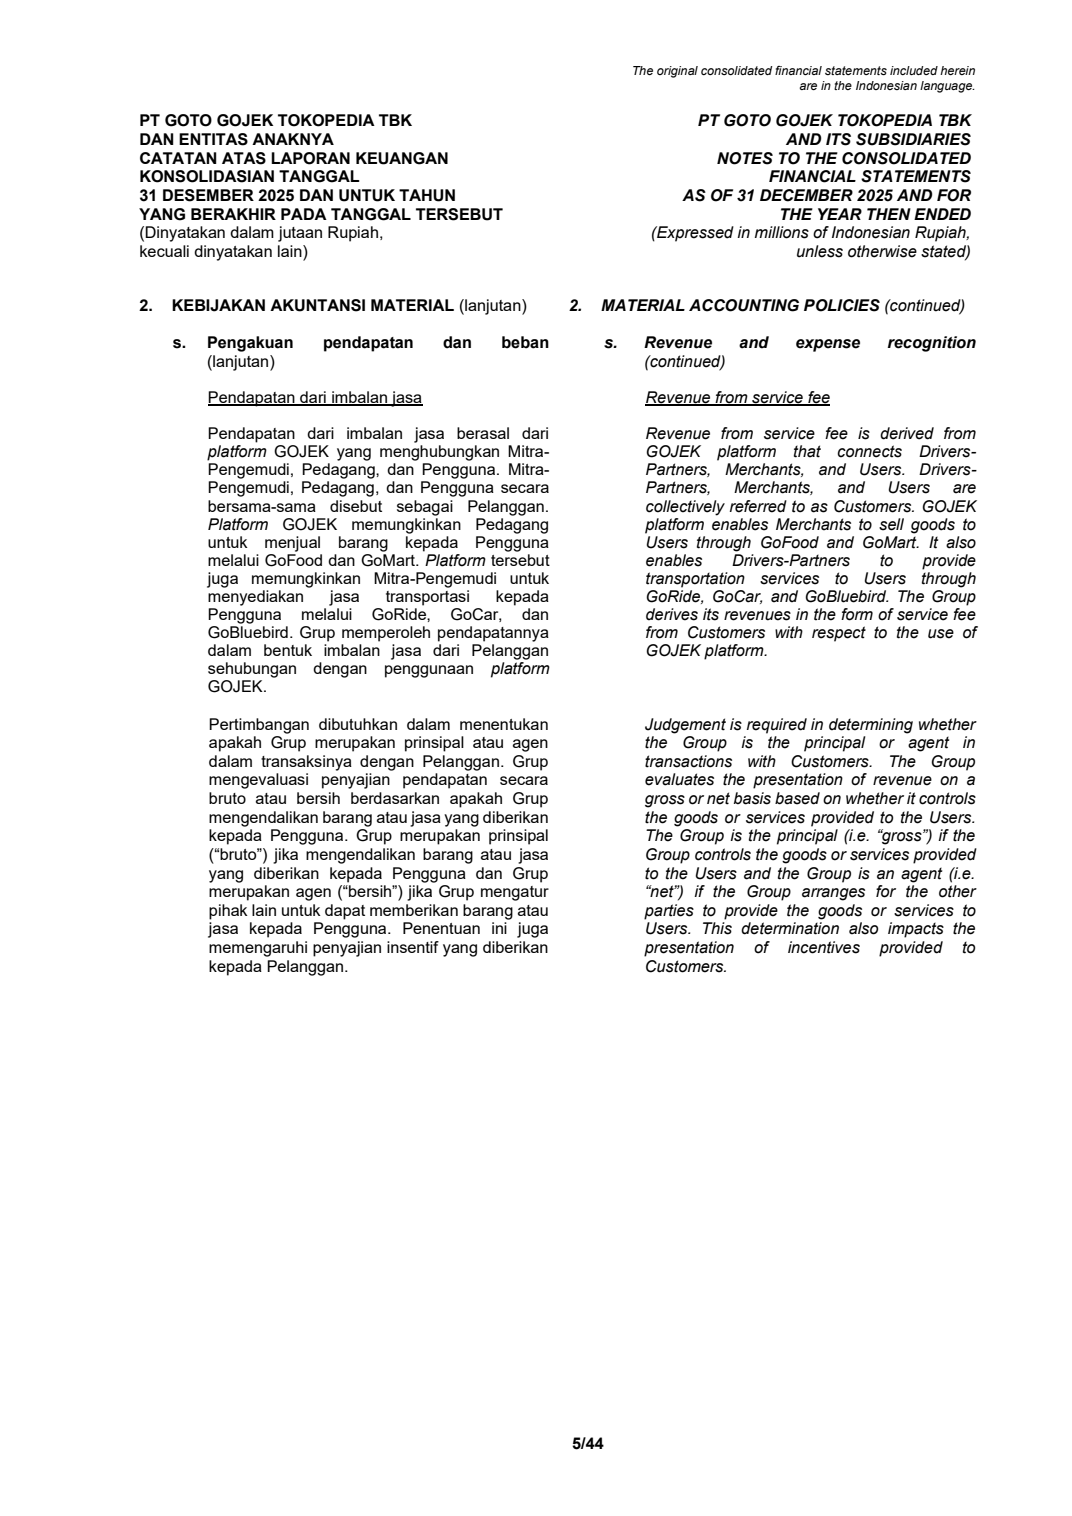 The original consolidated financial statements included herein
are in the Indonesian language.
PT GOTO GOJEK TOKOPEDIA TBK
DAN ENTITAS ANAKNYA
CATATAN ATAS LAPORAN KEUANGAN
KONSOLIDASIAN TANGGAL
31 DESEMBER 2025 DAN UNTUK TAHUN
YANG BERAKHIR PADA TANGGAL TERSEBUT
(Dinyatakan dalam jutaan Rupiah,
kecuali dinyatakan lain)
PT GOTO GOJEK TOKOPEDIA TBK
AND ITS SUBSIDIARIES
NOTES TO THE CONSOLIDATED
FINANCIAL STATEMENTS
AS OF 31 DECEMBER 2025 AND FOR
THE YEAR THEN ENDED
(Expressed in millions of Indonesian Rupiah,
unless otherwise stated)
2. KEBIJAKAN AKUNTANSI MATERIAL (lanjutan)
s. Pengakuan pendapatan dan beban
(lanjutan)
Pendapatan dari imbalan jasa
Pendapatan dari imbalan jasa berasal dari
platform GOJEK yang menghubungkan Mitra-
Pengemudi, Pedagang, dan Pengguna. Mitra-
Pengemudi, Pedagang, dan Pengguna secara
bersama-sama disebut sebagai Pelanggan.
Platform GOJEK memungkinkan Pedagang
untuk menjual barang kepada Pengguna
melalui GoFood dan GoMart. Platform tersebut
juga memungkinkan Mitra-Pengemudi untuk
menyediakan jasa transportasi kepada
Pengguna melalui GoRide, GoCar, dan
GoBluebird. Grup memperoleh pendapatannya
dalam bentuk imbalan jasa dari Pelanggan
sehubungan dengan penggunaan platform
GOJEK.
Pertimbangan dibutuhkan dalam menentukan
apakah Grup merupakan prinsipal atau agen
dalam transaksinya dengan Pelanggan. Grup
mengevaluasi penyajian pendapatan secara
bruto atau bersih berdasarkan apakah Grup
mengendalikan barang atau jasa yang diberikan
kepada Pengguna. Grup merupakan prinsipal
(“bruto”) jika mengendalikan barang atau jasa
yang diberikan kepada Pengguna dan Grup
merupakan agen (“bersih”) jika Grup mengatur
pihak lain untuk dapat memberikan barang atau
jasa kepada Pengguna. Penentuan ini juga
memengaruhi penyajian insentif yang diberikan
kepada Pelanggan.
2. MATERIAL ACCOUNTING POLICIES (continued)
s. Revenue and expense recognition
(continued)
Revenue from service fee
Revenue from service fee is derived from
GOJEK platform that connects Drivers-
Partners, Merchants, and Users. Drivers-
Partners, Merchants, and Users are
collectively referred to as Customers. GOJEK
platform enables Merchants to sell goods to
Users through GoFood and GoMart. It also
enables Drivers-Partners to provide
transportation services to Users through
GoRide, GoCar, and GoBluebird. The Group
derives its revenues in the form of service fee
from Customers with respect to the use of
GOJEK platform.
Judgement is required in determining whether
the Group is the principal or agent in
transactions with Customers. The Group
evaluates the presentation of revenue on a
gross or net basis based on whether it controls
the goods or services provided to the Users.
The Group is the principal (i.e. “gross”) if the
Group controls the goods or services provided
to the Users and the Group is an agent (i.e.
“net”) if the Group arranges for the other
parties to provide the goods or services to
Users. This determination also impacts the
presentation of incentives provided to
Customers.
5/44